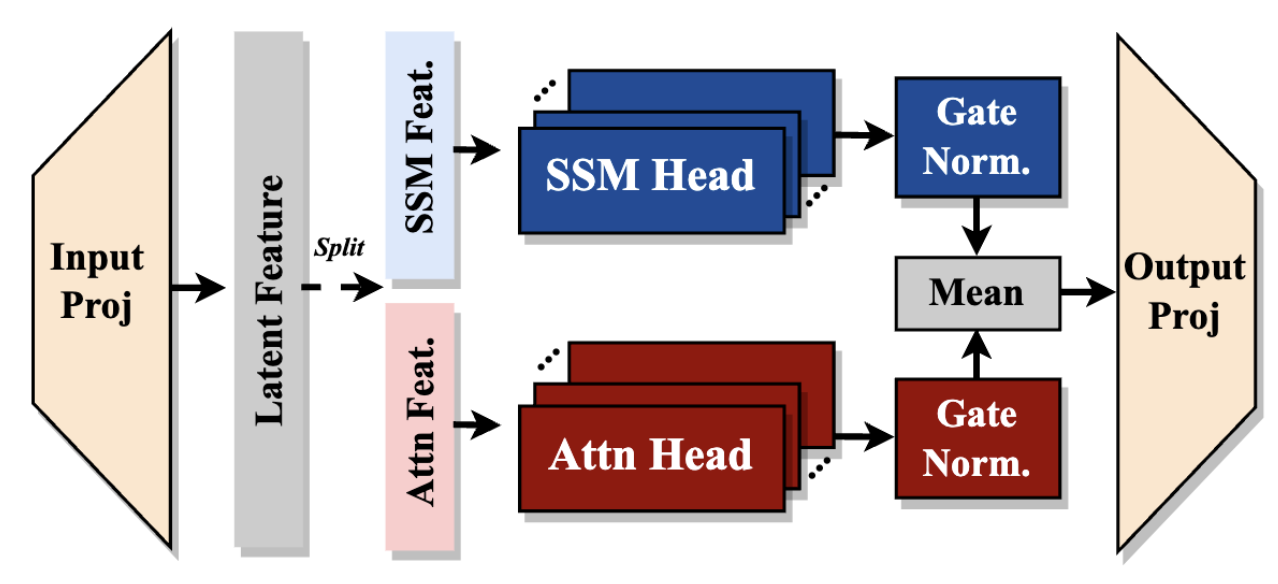 Input
Proj
Latent Feature
Split
SSM Feat.
Attn Feat.
SSM Head
Attn Head
Gate
Norm.
Mean
Gate
Norm.
Output
Proj